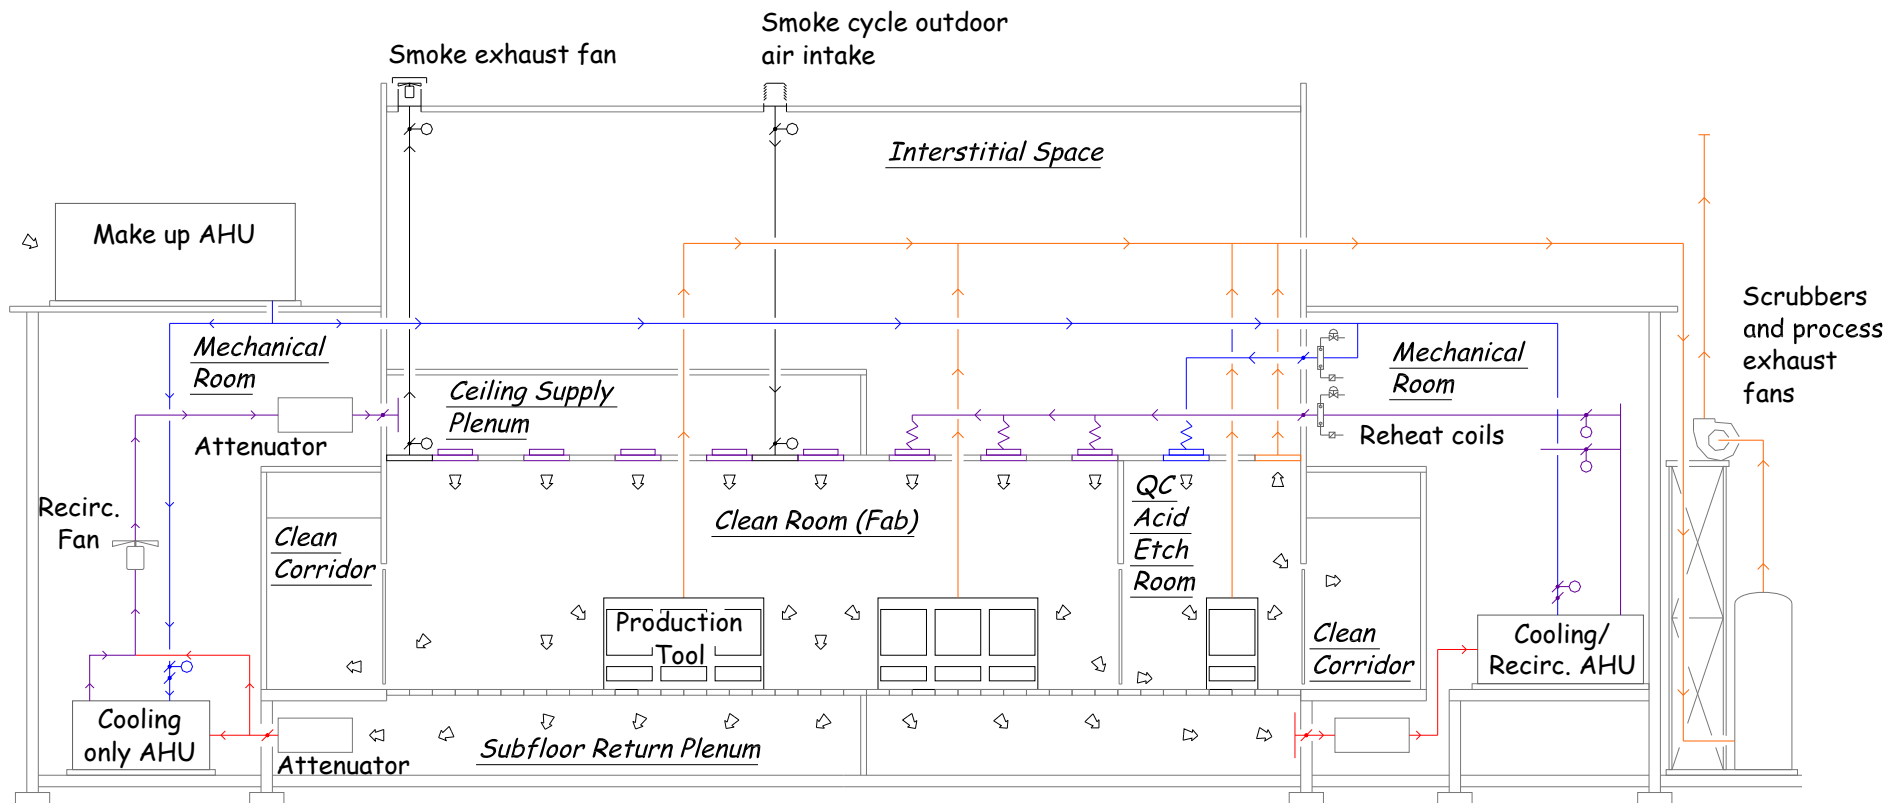 Smoke cycle outdoor
air intake
Smoke exhaust fan
Interstitial Space
Make up AHU
Scrubbers
and process
exhaust
fans
Mechanical
Room
Mechanical
Room
Ceiling Supply
Plenum
Attenuator
Reheat coils
Recirc.
Fan
Clean
Corridor
Clean Room (Fab)
QC
Acid
Etch
Room
Production
Tool
Clean
Corridor
Cooling/
Recirc. AHU
Cooling
only AHU
Subfloor Return Plenum
Attenuator